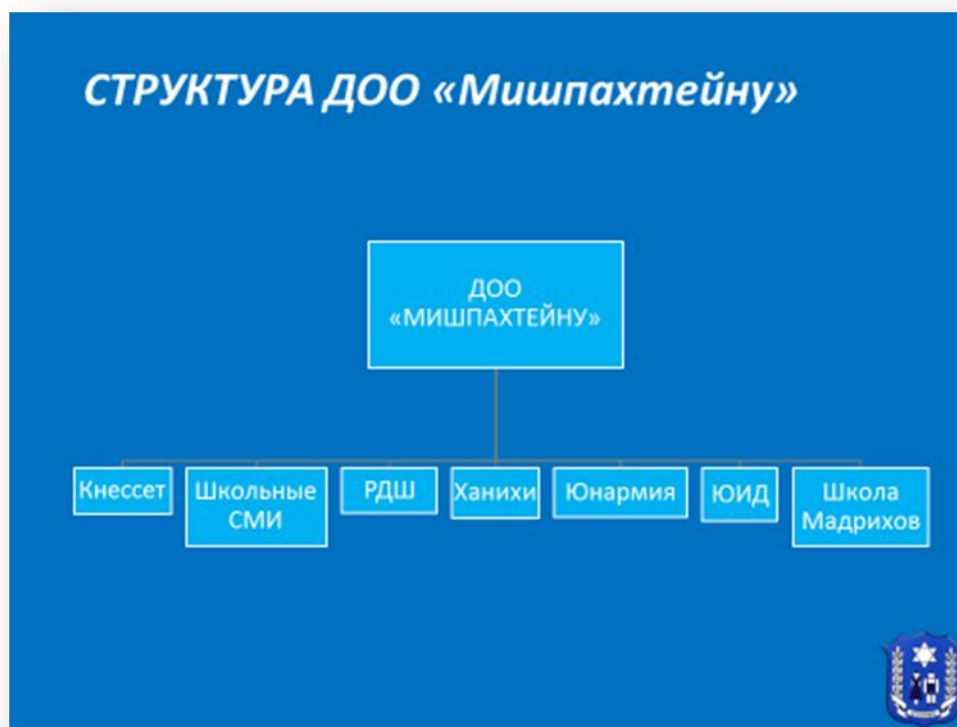 СТРУКТУРА ДОО «Мишпахтейну»
ДОО
«МИШПАХТЕЙНУ»
Кнессет
Школьные
СМИ
РДШ
Ханихи
Юнармия
ЮИД
Школа
Мадрихов